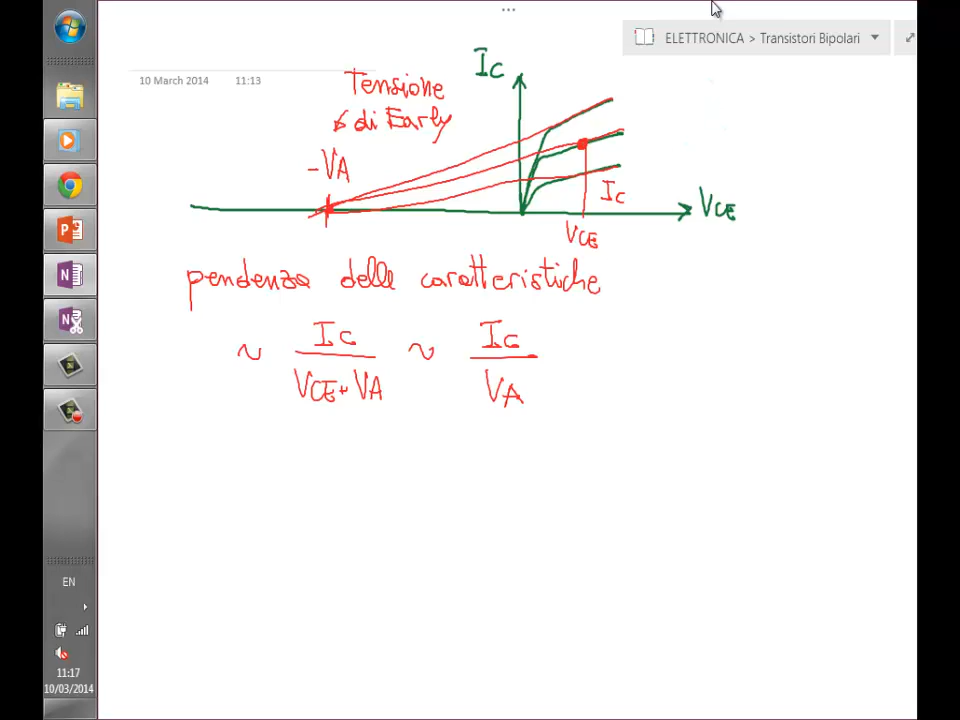 ...
ELETTRONICA > Transistori Bipolari
10 March 2014 11:13
IC
Tensione
di Early
-VA
IC
VCE
VCE
pendenza delle caratteristiche
~ IC / VCE+VA ~ IC / VA
EN
11:17
10/03/2014